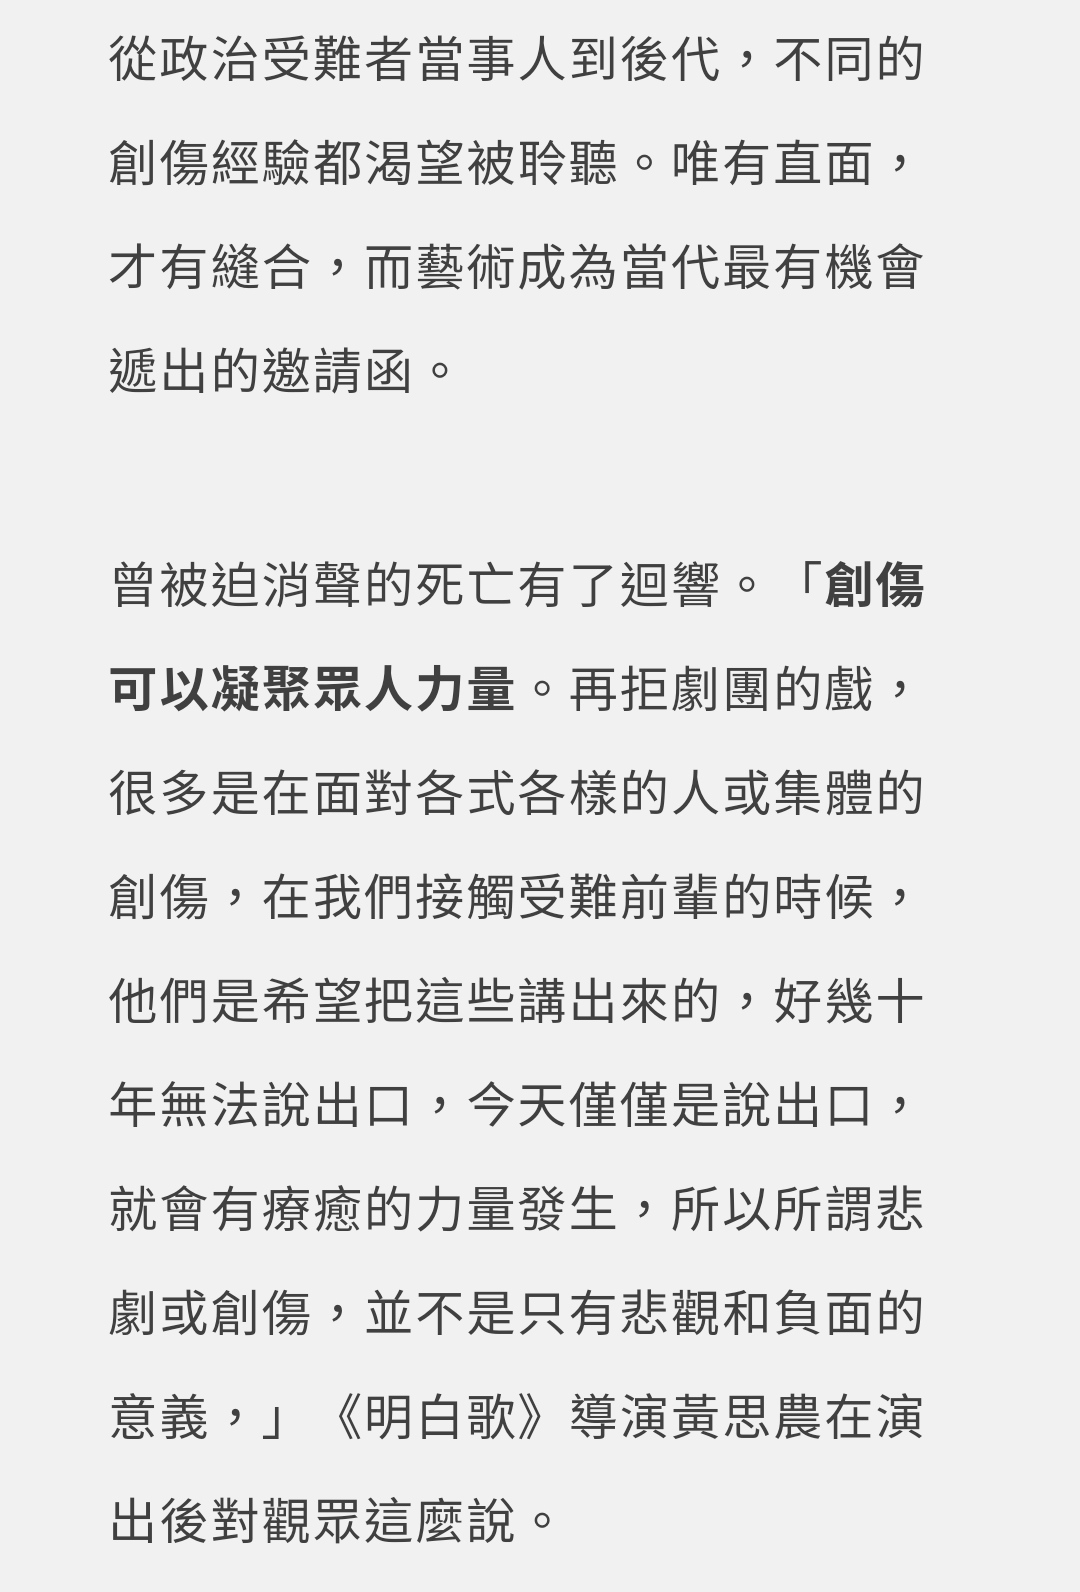 從政治受難者當事人到後代，不同的
創傷經驗都渴望被聆聽。唯有直面，
才有縫合，而藝術成為當代最有機會
遞出的邀請函。
曾被迫消聲的死亡有了迴響。「創傷
可以凝聚眾人力量。再拒劇團的戲，
很多是在面對各式各樣的人或集體的
創傷，在我們接觸受難前輩的時候，
他們是希望把這些講出來的，好幾十
年無法說出口，今天僅僅是說出口，
就會有療癒的力量發生，所以所謂悲
劇或創傷，並不是只有悲觀和負面的
意義，」《明白歌》導演黃思農在演
出後對觀眾這麼說。